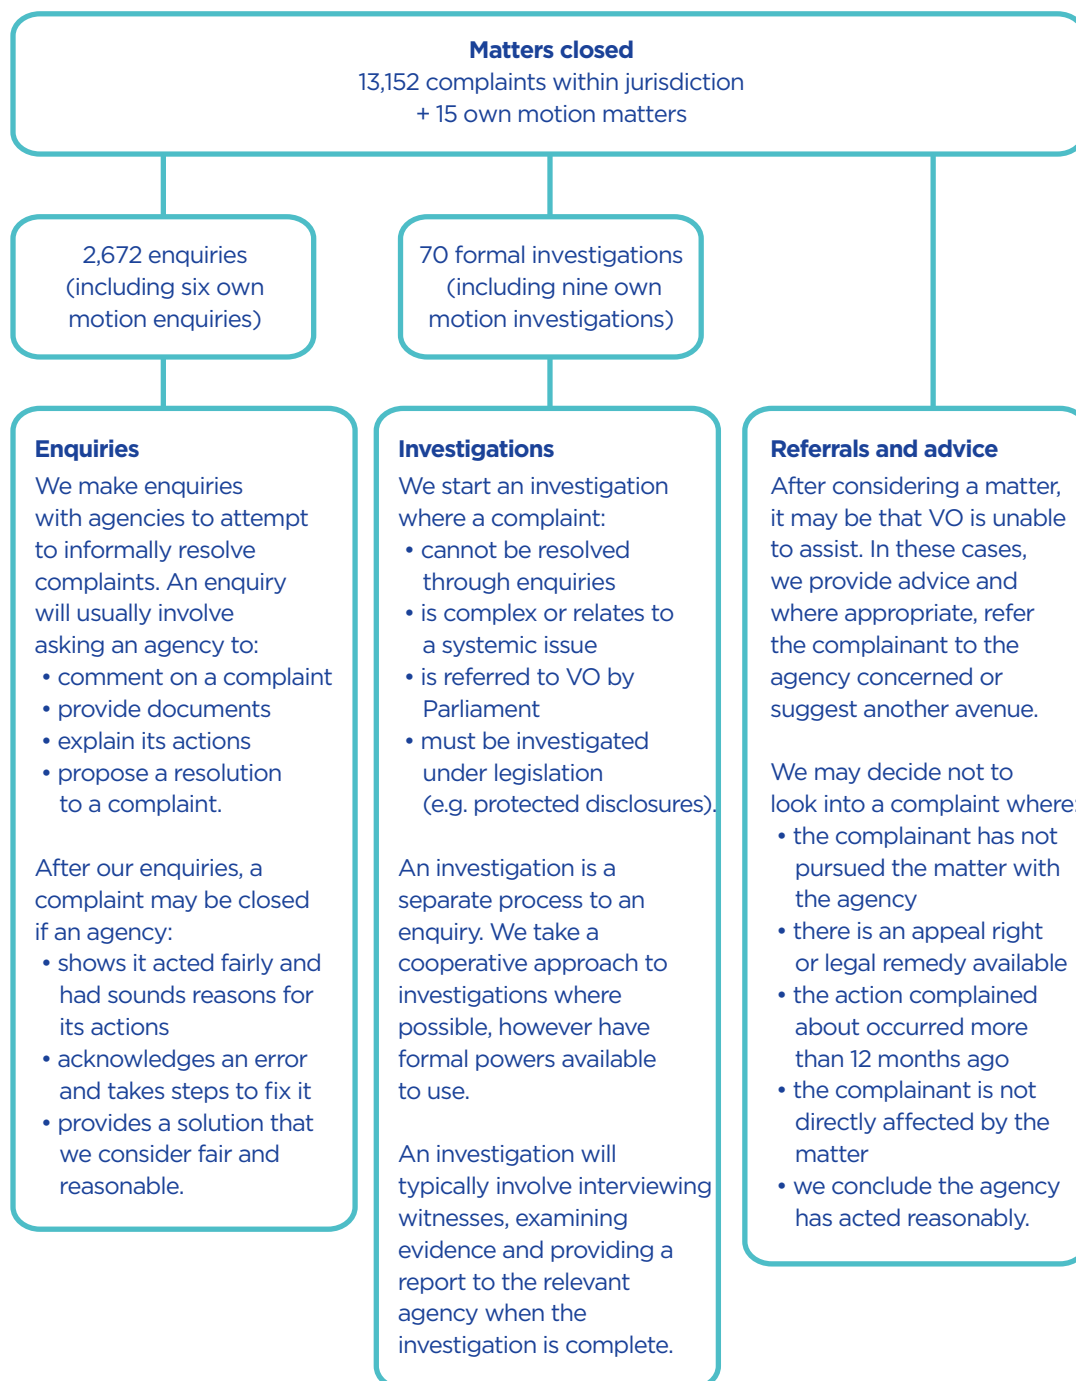 Matters closed
13,152 complaints within jurisdiction
+ 15 own motion matters
2,672 enquiries
(including six own
motion enquiries)
70 formal investigations
(including nine own
motion investigations)
Enquiries
We make enquiries
with agencies to attempt
to informally resolve
complaints. An enquiry
will usually involve
asking an agency to:
• comment on a complaint
• provide documents
• explain its actions
• propose a resolution
to a complaint.
After our enquiries, a
complaint may be closed
if an agency:
• shows it acted fairly and
had sounds reasons for
its actions
• acknowledges an error
and takes steps to fix it
• provides a solution that
we consider fair and
reasonable.
Investigations
We start an investigation
where a complaint:
• cannot be resolved
through enquiries
• is complex or relates to
a systemic issue
• is referred to VO by
Parliament
• must be investigated
under legislation
(e.g. protected disclosures).
An investigation is a
separate process to an
enquiry. We take a
cooperative approach to
investigations where
possible, however have
formal powers available
to use.
An investigation will
typically involve interviewing
witnesses, examining
evidence and providing a
report to the relevant
agency when the
investigation is complete.
Referrals and advice
After considering a matter,
it may be that VO is unable
to assist. In these cases,
we provide advice and
where appropriate, refer
the complainant to the
agency concerned or
suggest another avenue.
We may decide not to
look into a complaint where:
• the complainant has not
pursued the matter with
the agency
• there is an appeal right
or legal remedy available
• the action complained
about occurred more
than 12 months ago
• the complainant is not
directly affected by the
matter
• we conclude the agency
has acted reasonably.